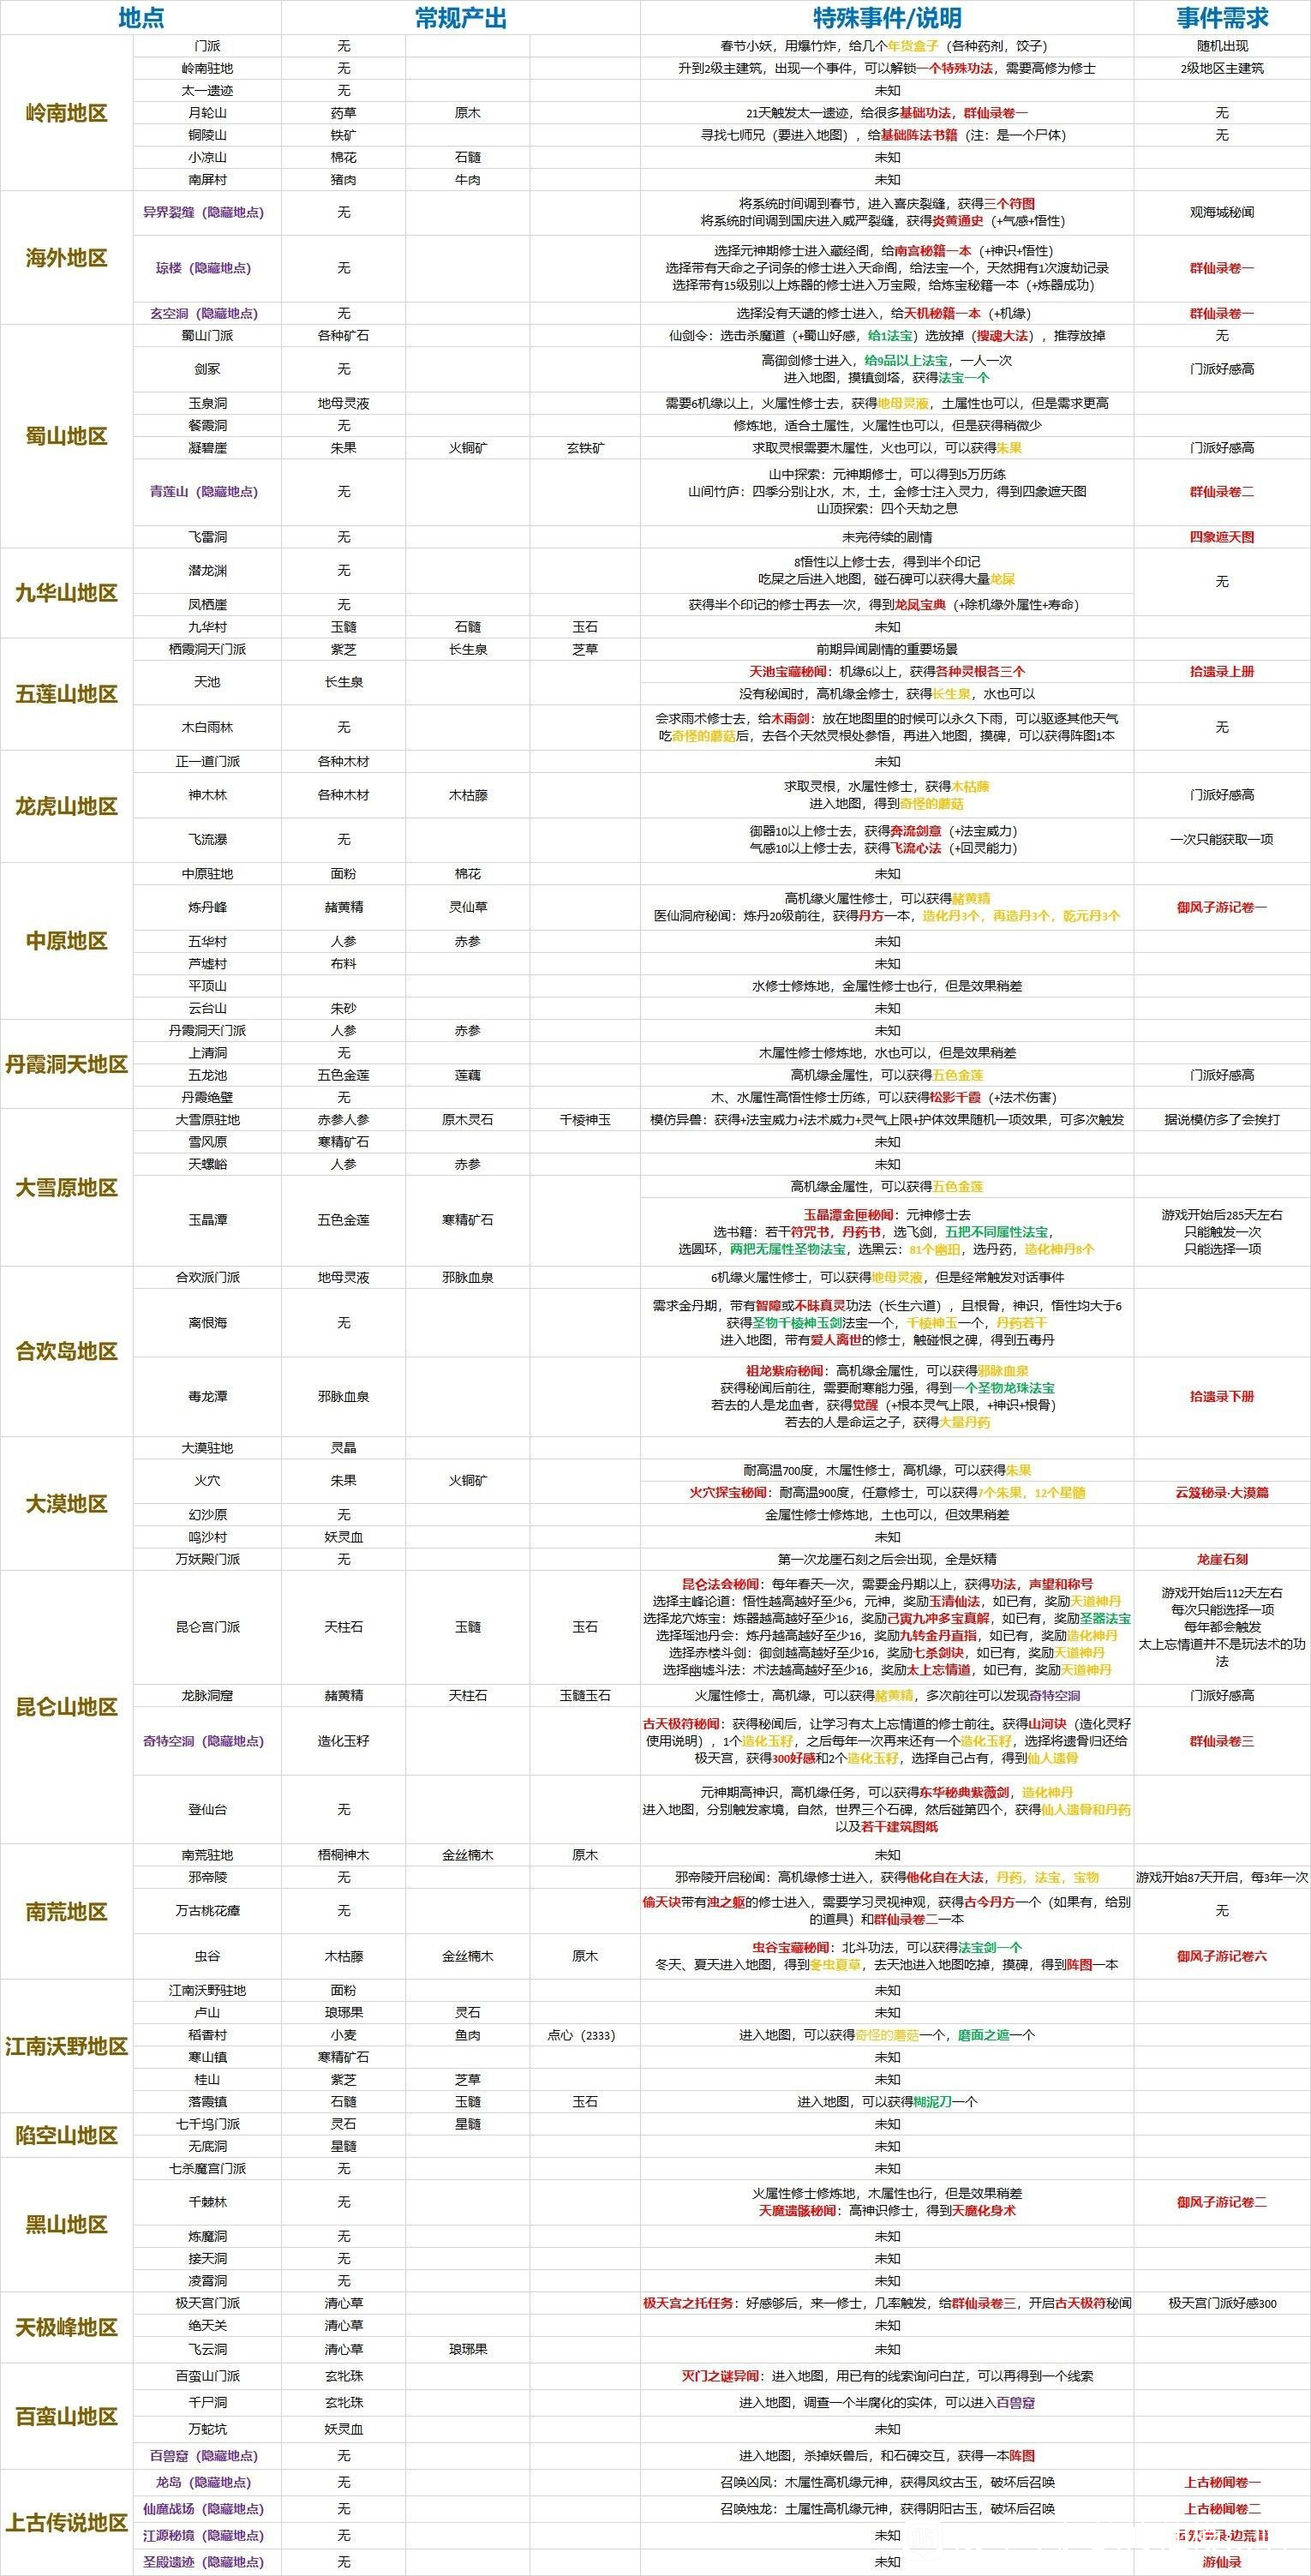 地点 常规产出 特殊事件/说明 事件需求
岭南地区
门派 无 春节小妖，用爆竹炸，给几个年货盒子（各种药剂，饺子） 随机出现
岭南驻地 无 升到2级主建筑，出现一个事件，可以解锁一个特殊功法，需要高修为修士 2级地区主建筑
太一遗迹 无 未知
月轮山 药草 原木 21天触发太一遗迹，给很多基础功法，群仙录卷一 无
铜陵山 铁矿 寻找七师兄（要进入地图），给基础阵法书籍（注：是一个尸体） 无
小凉山 棉花 石髓 未知
南屏村 猪肉 牛肉 未知
海外地区
异界裂缝（隐藏地点） 无 将系统时间调到春节，进入喜庆裂缝，获得三个符图
将系统时间调到国庆进入威严裂缝，获得炎黄通史（+气感+悟性） 观海城秘闻
琼楼（隐藏地点） 无 选择元神期修士进入藏经阁，给南宫秘籍一本（+神识+悟性）
选择带有天命之子词条的修士进入天命阁，给法宝一个，天然拥有1次渡劫记录
选择带有15级别以上炼器的修士进入万宝殿，给炼宝秘籍一本（+炼器成功） 群仙录卷一
玄空洞（隐藏地点） 无 选择没有天谴的修士进入，给天机秘籍一本（+机缘） 群仙录卷一
蜀山地区
蜀山门派 各种矿石 仙剑令：选击杀魔道（+蜀山好感，给1法宝）选放掉（搜魂大法），推荐放掉 无
剑冢 无 高御剑修士进入，给9品以上法宝，一人一次
进入地图，摸镇剑塔，获得法宝一个 门派好感高
玉泉洞 地母灵液 需要6机缘以上，火属性修士去，获得地母灵液，土属性也可以，但是需求更高
餐霞洞 无 修炼地，适合土属性，火属性也可以，但是获得稍微少
凝碧崖 朱果 火铜矿 玄铁矿 求取灵根需要木属性，火也可以，可以获得朱果 门派好感高
青莲山（隐藏地点） 无 山中探索：元神期修士，可以得到5万历练
山间竹庐：四季分别让水，木，土，金修士注入灵力，得到四象遮天图
山顶探索：四个天劫之息 群仙录卷二
飞雷洞 无 未完待续的剧情 四象遮天图
九华山地区
潜龙渊 无 8悟性以上修士去，得到半个印记
吃屎之后进入地图，碰石碑可以获得大量龙屎 无
凤栖崖 无 获得半个印记的修士再去一次，得到龙凤宝典（+除机缘外属性+寿命）
九华村 玉髓 石髓 玉石 未知
五莲山地区
栖霞洞天门派 紫芝 长生泉 芝草 前期异闻剧情的重要场景
天池 长生泉 天池宝藏秘闻：机缘6以上，获得各种灵根各三个 拾遗录上册
没有秘闻时，高机缘金修士，获得长生泉，水也可以
木白雨林 无 会求雨术修士去，给木雨剑：放在地图里的时候可以永久下雨，可以驱逐其他天气
吃奇怪的蘑菇后，去各个天然灵根处参悟，再进入地图，摸碑，可以获得阵图1本 无
龙虎山地区
正一道门派 各种木材 未知
神木林 各种木材 木枯藤 求取灵根，水属性修士，获得木枯藤
进入地图，得到奇怪的蘑菇 门派好感高
飞流瀑 无 御器10以上修士去，获得奔流剑意（+法宝威力）
气感10以上修士去，获得飞流心法（+回灵能力） 一次只能获取一项
中原地区
中原驻地 面粉 棉花 未知
炼丹峰 赭黄精 灵仙草 高机缘火属性修士，可以获得赭黄精
医仙洞府秘闻：炼丹20级前往，获得丹方一本，造化丹3个，再造丹3个，乾元丹3个 御风子游记卷一
五华村 人参 赤参 未知
芦墟村 布料 未知
平顶山 水修士修炼地，金属性修士也行，但是效果稍差
云台山 朱砂 未知
丹霞洞天地区
丹霞洞天门派 人参 赤参 未知
上清洞 无 木属性修士修炼地，水也可以，但是效果稍差
五龙池 五色金莲 莲藕 高机缘金属性，可以获得五色金莲 门派好感高
丹霞绝壁 无 木、水属性高悟性修士历练，可以获得松影千霞（+法术伤害）
大雪原地区
大雪原驻地 赤参人参 原木灵石 千棱神玉 模仿异兽：获得+法宝威力+法术威力+灵气上限+护体效果随机一项效果，可多次触发 据说模仿多了会挨打
雪风原 寒精矿石 未知
天螺峪 人参 赤参 未知
玉晶潭 五色金莲 寒精矿石 高机缘金属性，可以获得五色金莲
玉晶潭金匣秘闻：元神修士去
选书籍：若干符咒书，丹药书，选飞剑，五把不同属性法宝，
选圆环，两把无属性圣物法宝，选黑云：81个幽珀，选丹药，造化神丹8个 游戏开始后285天左右
只能触发一次
只能选择一项
合欢岛地区
合欢派门派 地母灵液 邪脉血泉 6机缘火属性修士，可以获得地母灵液，但是经常触发对话事件
离恨海 无 需求金丹期，带有智障或不昧真灵功法（长生六道），且根骨，神识，悟性均大于6
获得圣物千棱神玉剑法宝一个，千棱神玉一个，丹药若干
进入地图，带有爱人离世的修士，触碰恨之碑，得到五毒丹
毒龙潭 邪脉血泉 祖龙紫府秘闻：高机缘金属性，可以获得邪脉血泉
获得秘闻后前往，需要耐寒能力强，得到一个圣物龙珠法宝
若去的人是龙血者，获得觉醒（+根本灵气上限，+神识+根骨）
若去的人是命运之子，获得大量丹药 拾遗录下册
大漠地区
大漠驻地 灵晶
火穴 朱果 火铜矿 耐高温700度，木属性修士，高机缘，可以获得朱果
火穴探宝秘闻：耐高温900度，任意修士，可以获得7个朱果，12个星髓 云笈秘录·大漠篇
幻沙原 无 金属性修士修炼地，土也可以，但效果稍差
鸣沙村 妖灵血 未知
万妖殿门派 无 第一次龙崖石刻之后会出现，全是妖精 龙崖石刻
昆仑山地区
昆仑宫门派 天柱石 玉髓 玉石 昆仑法会秘闻：每年春天一次，需要金丹期以上，获得功法，声望和称号
选择主峰论道：悟性越高越好至少6，元神，奖励玉清仙法，如已有，奖励天道神丹
选择龙穴炼宝：炼器越高越好至少16，奖励己寅九冲多宝真解，如已有，奖励圣器法宝
选择瑶池丹会：炼丹越高越好至少16，奖励九转金丹直指，如已有，奖励造化神丹
选择赤楼斗剑：御剑越高越好至少16，奖励七杀剑诀，如已有，奖励天道神丹
选择幽墟斗法：术法越高越好至少16，奖励太上忘情道，如已有，奖励天道神丹 游戏开始后112天左右
每次只能选择一项
每年都会触发
太上忘情道并不是玩法术的功
法
龙脉洞窟 赭黄精 天柱石 玉髓玉石 火属性修士，高机缘，可以获得赭黄精，多次前往可以发现奇特空洞 门派好感高
奇特空洞（隐藏地点） 造化玉籽 古天极符秘闻：获得秘闻后，让学习有太上忘情道的修士前往。获得山河诀（造化灵籽
使用说明），1个造化玉籽，之后每年一次再来还有一个造化玉籽，选择将遗骨归还给
极天宫，获得300好感和2个造化玉籽，选择自己占有，得到仙人遗骨 群仙录卷三
登仙台 无 元神期高神识，高机缘任务，可以获得东华秘典紫薇剑，造化神丹
进入地图，分别触发家境，自然，世界三个石碑，然后碰第四个，获得仙人遗骨和丹药
以及若干建筑图纸
南荒地区
南荒驻地 梧桐神木 金丝楠木 原木 未知
邪帝陵 无 邪帝陵开启秘闻：高机缘修士进入，获得他化自在大法，丹药，法宝，宝物 游戏开始87天开启，每3年一次
万古桃花瘴 无 偷天诀带有浊之躯的修士进入，需要学习灵视神观，获得古今丹方一个（如果有，给别
的道具）和群仙录卷二一本 无
虫谷 木枯藤 金丝楠木 原木 虫谷宝藏秘闻：北斗功法，可以获得法宝剑一个
冬天、夏天进入地图，得到冬虫夏草，去天池进入地图吃掉，摸碑，得到阵图一本 御风子游记卷六
江南沃野地区
江南沃野驻地 面粉 未知
卢山 琅琊果 灵石 未知
稻香村 小麦 鱼肉 点心（2333） 进入地图，可以获得奇怪的蘑菇一个，磨面之遮一个
寒山镇 寒精矿石 未知
桂山 紫芝 芝草 未知
落霞镇 石髓 玉髓 玉石 进入地图，可以获得糊泥刀一个
陷空山地区
七千坞门派 灵石 星髓 未知
无底洞 星髓 未知
黑山地区
七杀魔宫门派 无 未知
千棘林 无 火属性修士修炼地，木属性也行，但是效果稍差
天魔遗骸秘闻：高神识修士，得到天魔化身术 御风子游记卷二
炼魔洞 无 未知
接天洞 无 未知
凌霄洞 无 未知
天极峰地区
极天宫门派 清心草 极天宫之托任务：好感够后，来一修士，几率触发，给群仙录卷三，开启古天极符秘闻 极天宫门派好感300
绝天关 清心草 未知
飞云洞 清心草 琅琊果 未知
百蛮山地区
百蛮山门派 玄牝珠 灭门之谜异闻：进入地图，用已有的线索询问白芷，可以再得到一个线索
千尸洞 玄牝珠 进入地图，调查一个半腐化的实体，可以进入百兽窟
万蛇坑 妖灵血 未知
百兽窟（隐藏地点） 无 进入地图，杀掉妖兽后，和石碑交互，获得一本阵图
上古传说地区
龙岛（隐藏地点） 无 召唤凶凤：木属性高机缘元神，获得凤纹古玉，破坏后召唤 上古秘闻卷一
仙魔战场（隐藏地点） 无 召唤烛龙：土属性高机缘元神，获得阴阳古玉，破坏后召唤 上古秘闻卷二
江源秘境（隐藏地点） 无 未知
圣殿遗迹（隐藏地点） 无 未知 游仙录